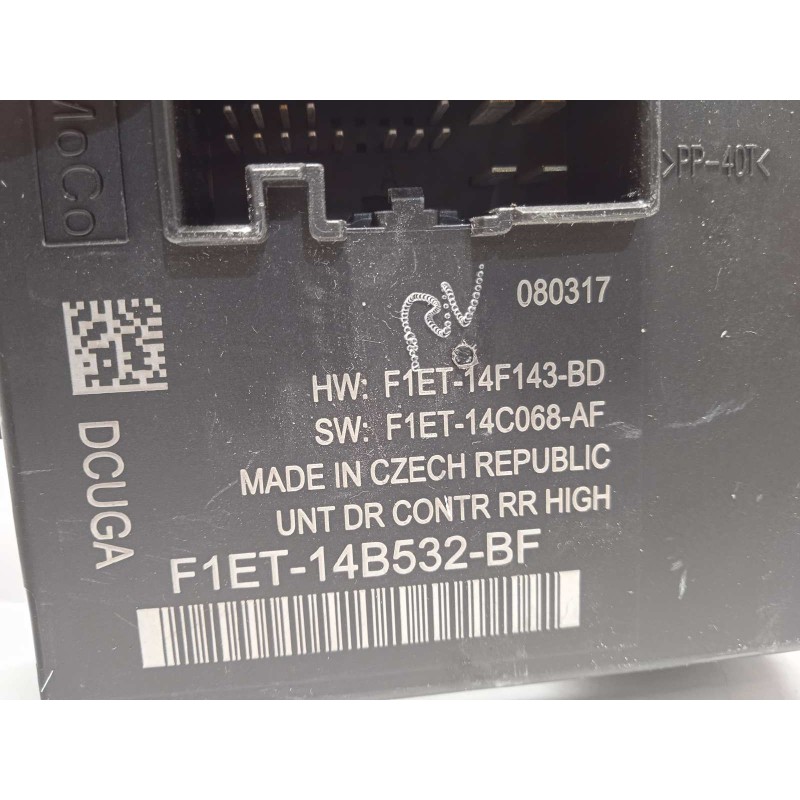 MoCo
>PP-40T<
080317
R.V.
HW: F1ET-14F143-BD
SW: F1ET-14C068-AF
MADE IN CZECH REPUBLIC
UNT DR CONTR RR HIGH
F1ET-14B532-BF
DCUGA